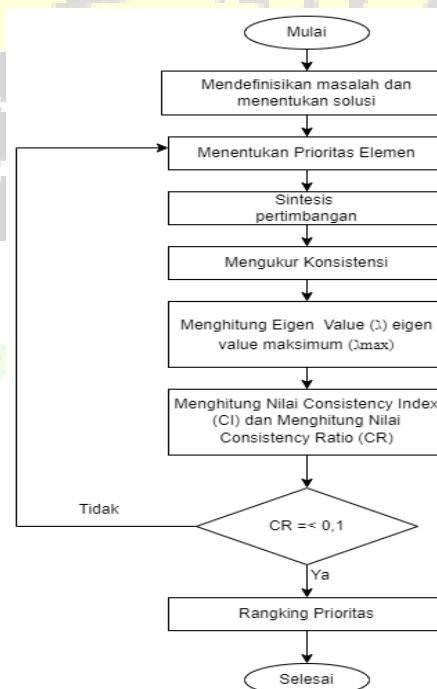 Mulai
Mendefinisikan masalah dan
menentukan solusi
Menentukan Prioritas Elemen
Sintesis
pertimbangan
Mengukur Konsistensi
Menghitung Eigen Value (λ) eigen
value maksimum (λmax)
Menghitung Nilai Consistency Index
(CI) dan Menghitung Nilai
Consistency Ratio (CR)
Tidak
CR =< 0,1
Ya
Rangking Prioritas
Selesai